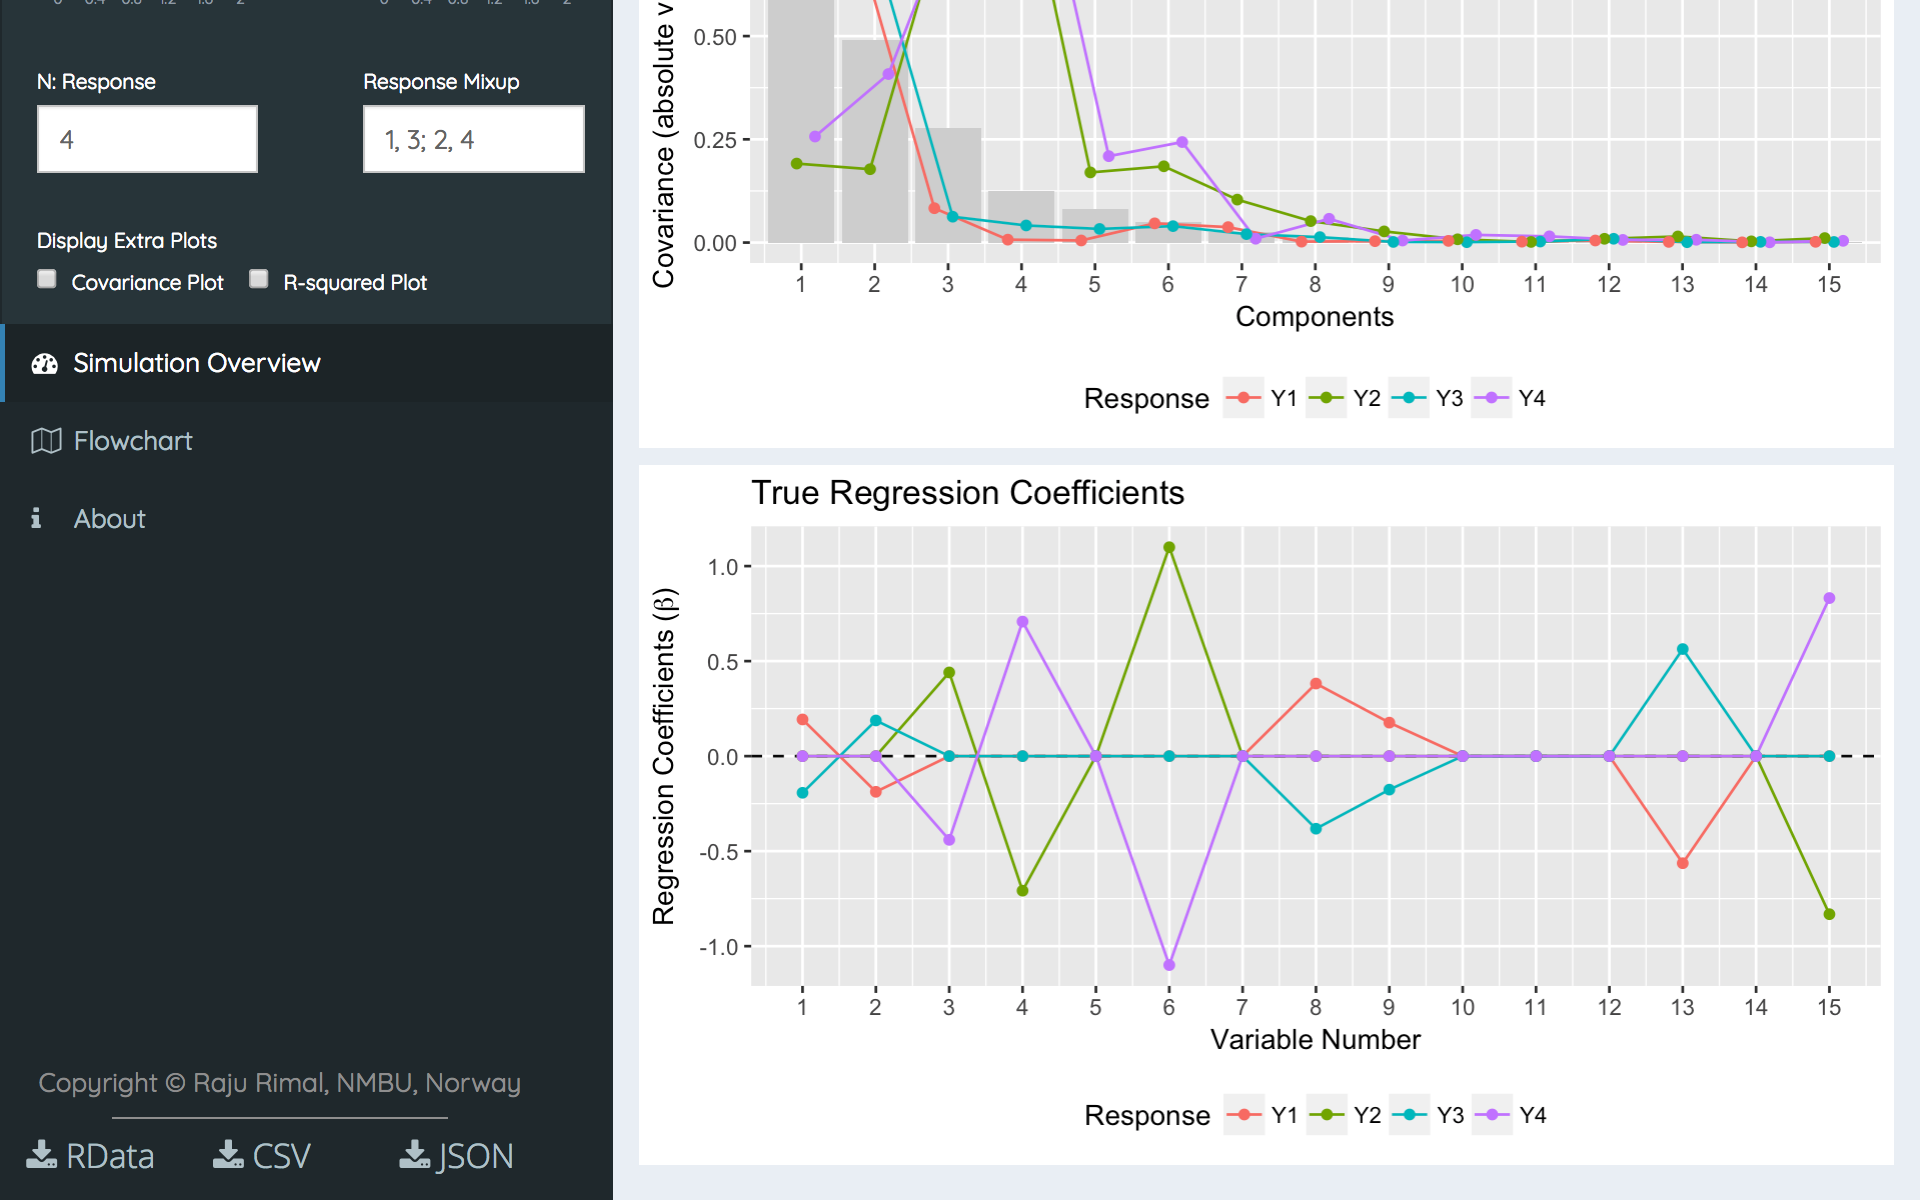 N: Response
Response Mixup
4
1, 3; 2, 4
Display Extra Plots
Covariance Plot
R-squared Plot
Simulation Overview
Flowchart
About
Copyright © Raju Rimal, NMBU, Norway
RData
CSV
JSON
Covariance (absolute v
0.50
0.25
0.00
1 2 3 4 5 6 7 8 9 10 11 12 13 14 15
Components
Response Y1 Y2 Y3 Y4
True Regression Coefficients
Regression Coefficients (β)
1.0
0.5
0.0
-0.5
-1.0
1 2 3 4 5 6 7 8 9 10 11 12 13 14 15
Variable Number
Response Y1 Y2 Y3 Y4